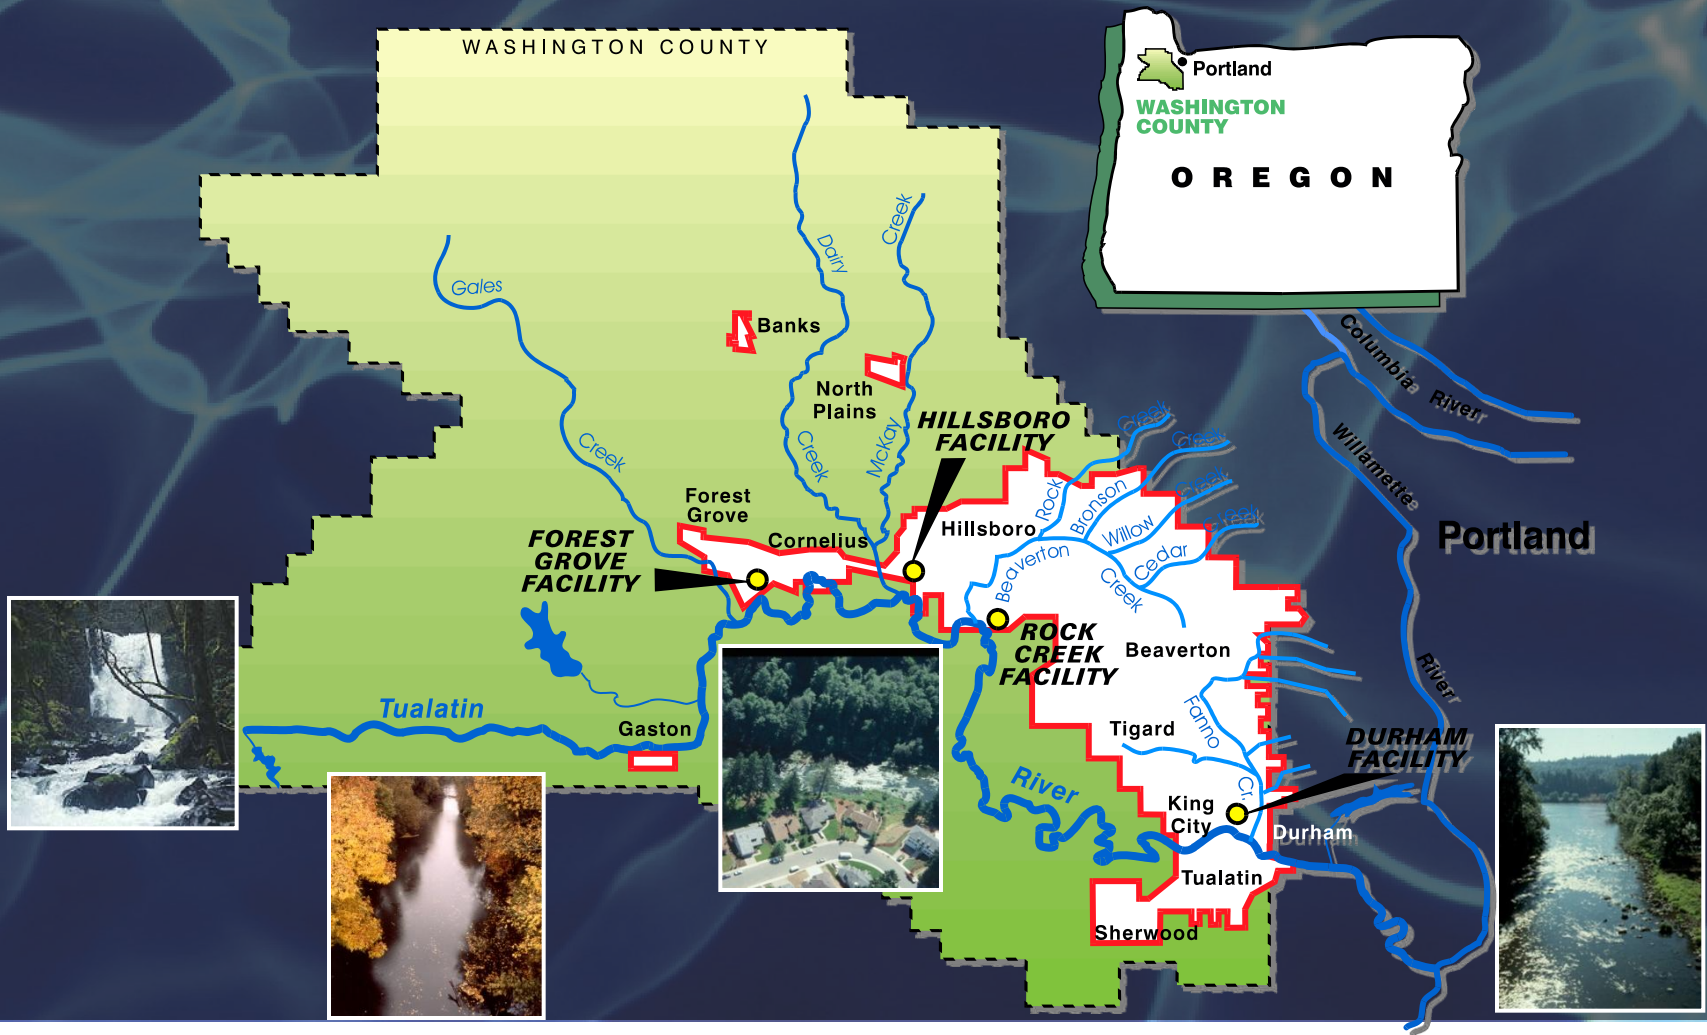 WASHINGTON COUNTY
Portland
WASHINGTON
COUNTY
OREGON
Creek
Dairy
Gales
Banks
Columbia
River
North
Plains
HILLSBORO
FACILITY
Creek
Creek
Creek
McKay
Creek
Willamette
Creek
Forest
Grove
Rock
Bronson
Creek
Hillsboro
Willow
Creek
Portland
FOREST
GROVE
FACILITY
Cornelius
Beaverton
Cedar
Creek
ROCK
CREEK
FACILITY
Beaverton
River
Tualatin
Gaston
Fanno
Tigard
DURHAM
FACILITY
River
Cr.
King
City
Durham
Tualatin
Sherwood